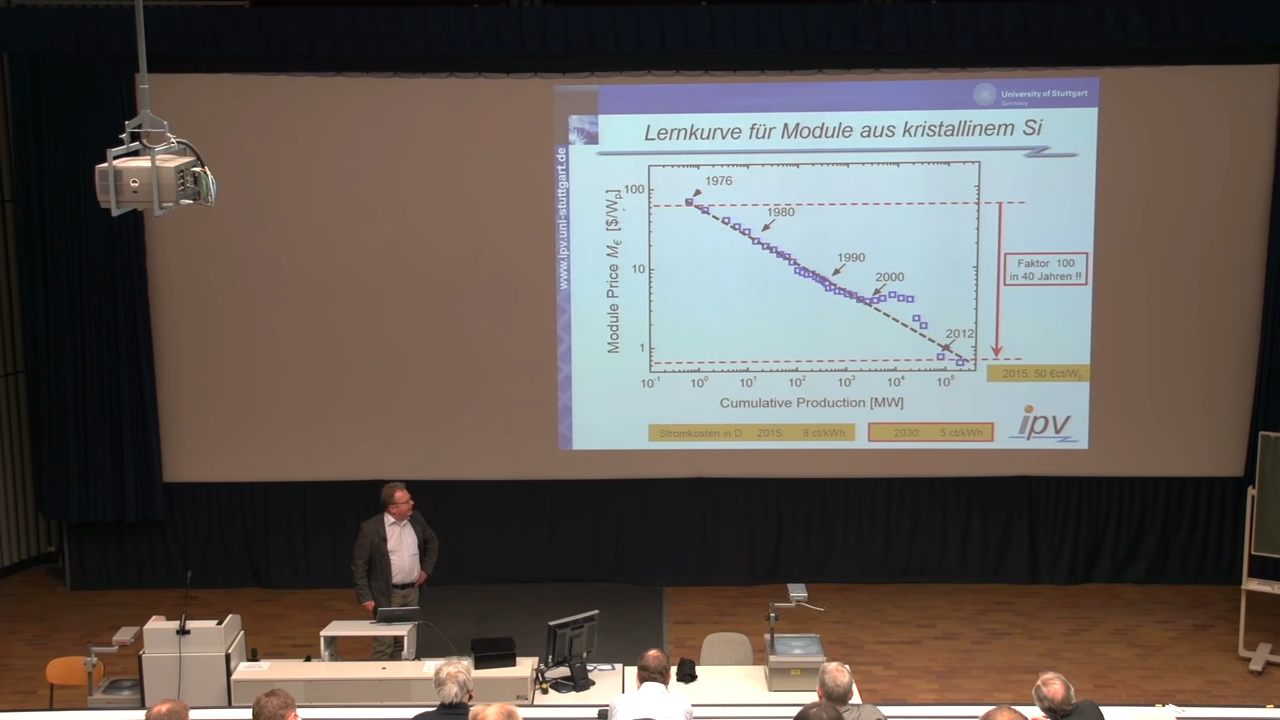 University of Stuttgart
Germany
Lernkurve für Module aus kristallinem Si
www.ipv.uni-stuttgart.de
Module Price M€ [$/Wp]
100
10
1
1976
1980
1990
2000
2012
Faktor 100
in 40 Jahren !!
2015: 50 €ct/Wp
10-1
100
101
102
103
104
105
Cumulative Production [MW]
Stromkosten in D 2015: 8 ct/kWh
2030: 5 ct/kWh
ipv